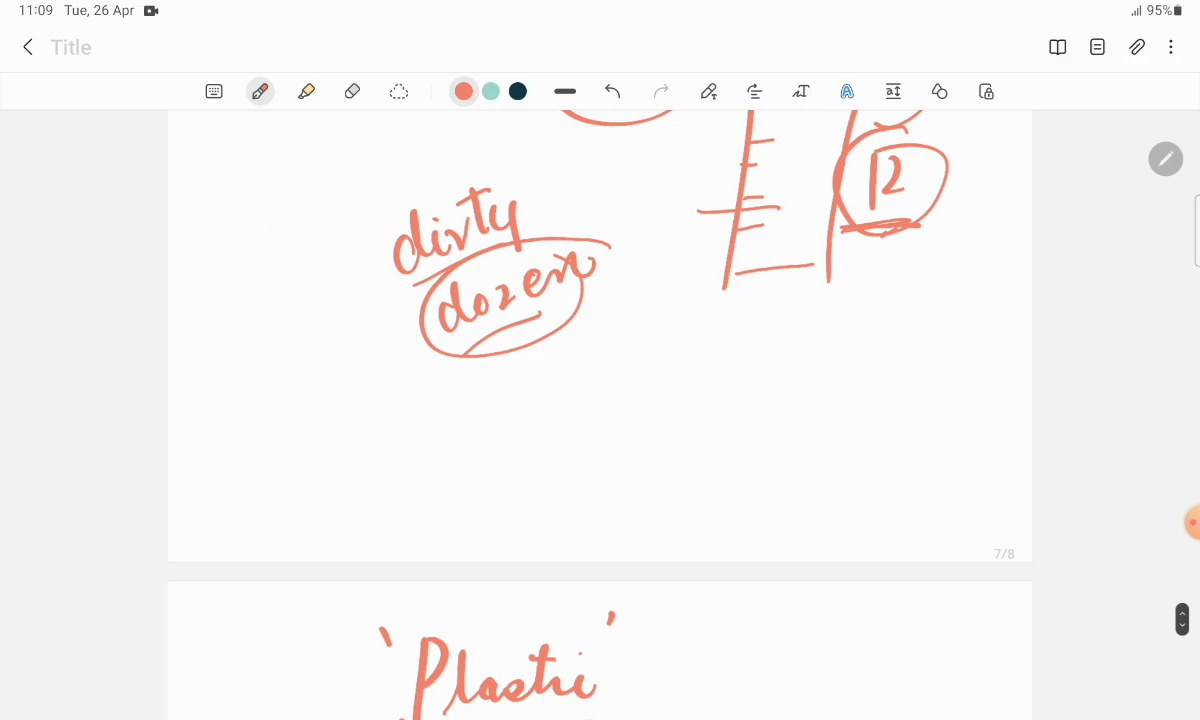 11:09 Tue, 26 Apr 95%
Title
12
dirty
dozen
7/8
'Plastic'